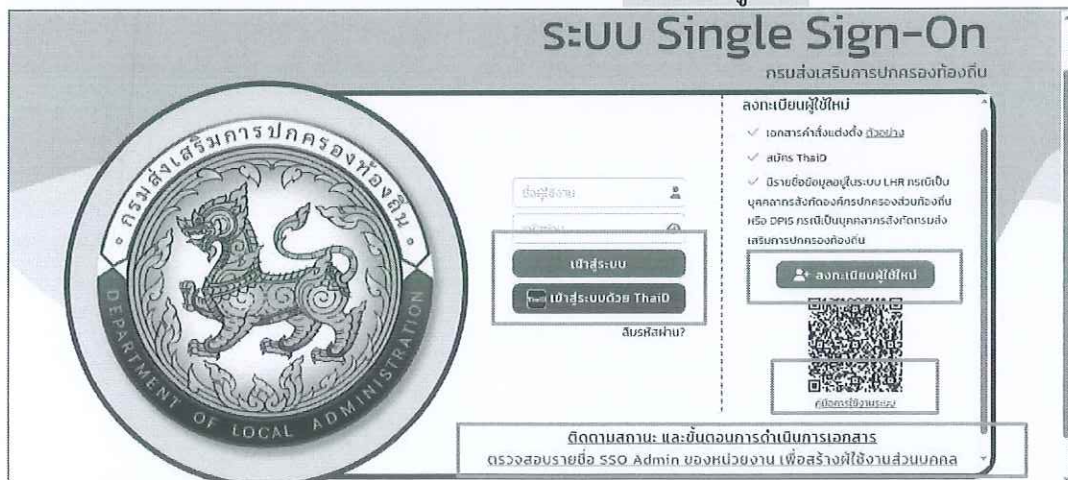 ระบบ Single Sign-On
กรมส่งเสริมการปกครองท้องถิ่น
กรมส่งเสริมการปกครองท้องถิ่น
DEPARTMENT OF LOCAL ADMINISTRATION
ชื่อผู้ใช้งาน
เข้าสู่ระบบ
ThaiD เข้าสู่ระบบด้วย ThaiD
ลืมรหัสผ่าน?
ลงทะเบียนผู้ใช้ใหม่
เอกสารคำสั่งแต่งตั้ง ตัวอย่าง
สมัคร ThaiD
มีรายชื่อข้อมูลอยู่ในระบบ LHR กรณีเป็น
บุคคลากรสังกัดองค์กรปกครองส่วนท้องถิ่น
หรือ DPIS กรณีเป็นบุคลากรสังกัดกรมส่ง
เสริมการปกครองท้องถิ่น
ลงทะเบียนผู้ใช้ใหม่
คู่มือการใช้งานระบบ
ติดตามสถานะ และขั้นตอนการดำเนินการเอกสาร
ตรวจสอบรายชื่อ SSO Admin ของหน่วยงาน เพื่อสร้างผู้ใช้งานส่วนบุคคล